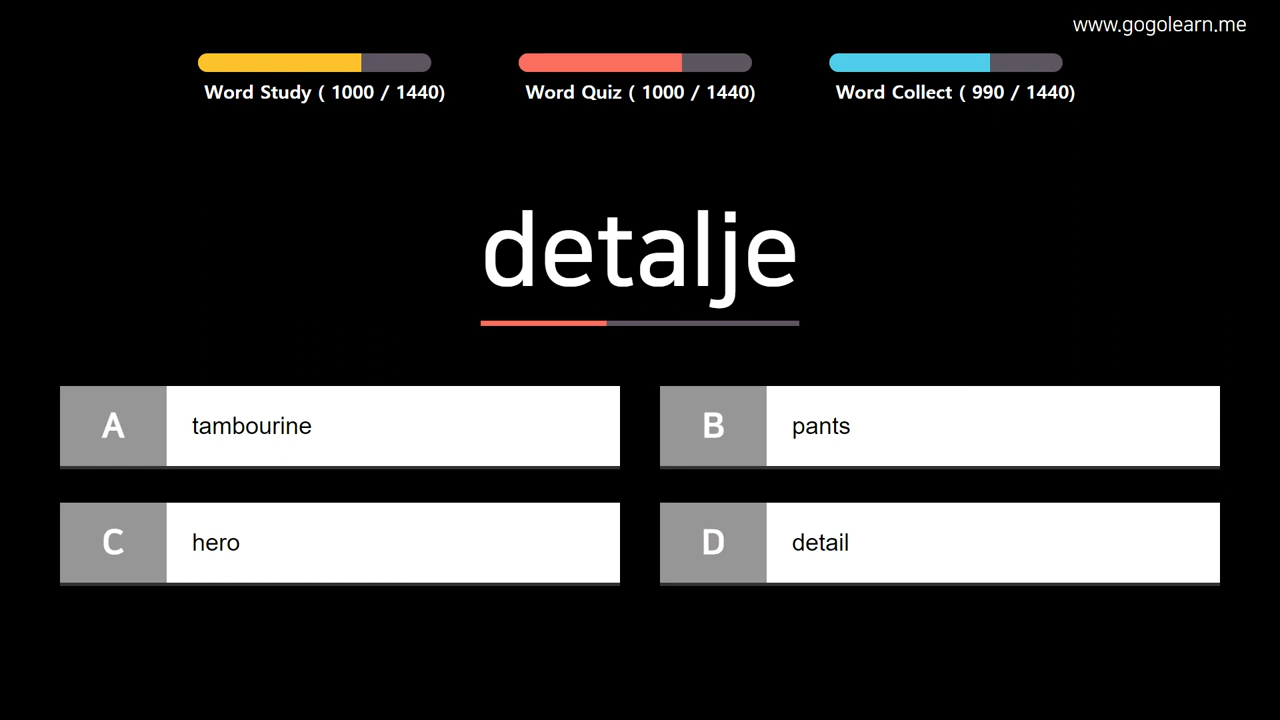 www.gogolearn.me
Word Study ( 1000 / 1440)
Word Quiz ( 1000 / 1440)
Word Collect ( 990 / 1440)
detalje
A tambourine
B pants
C hero
D detail